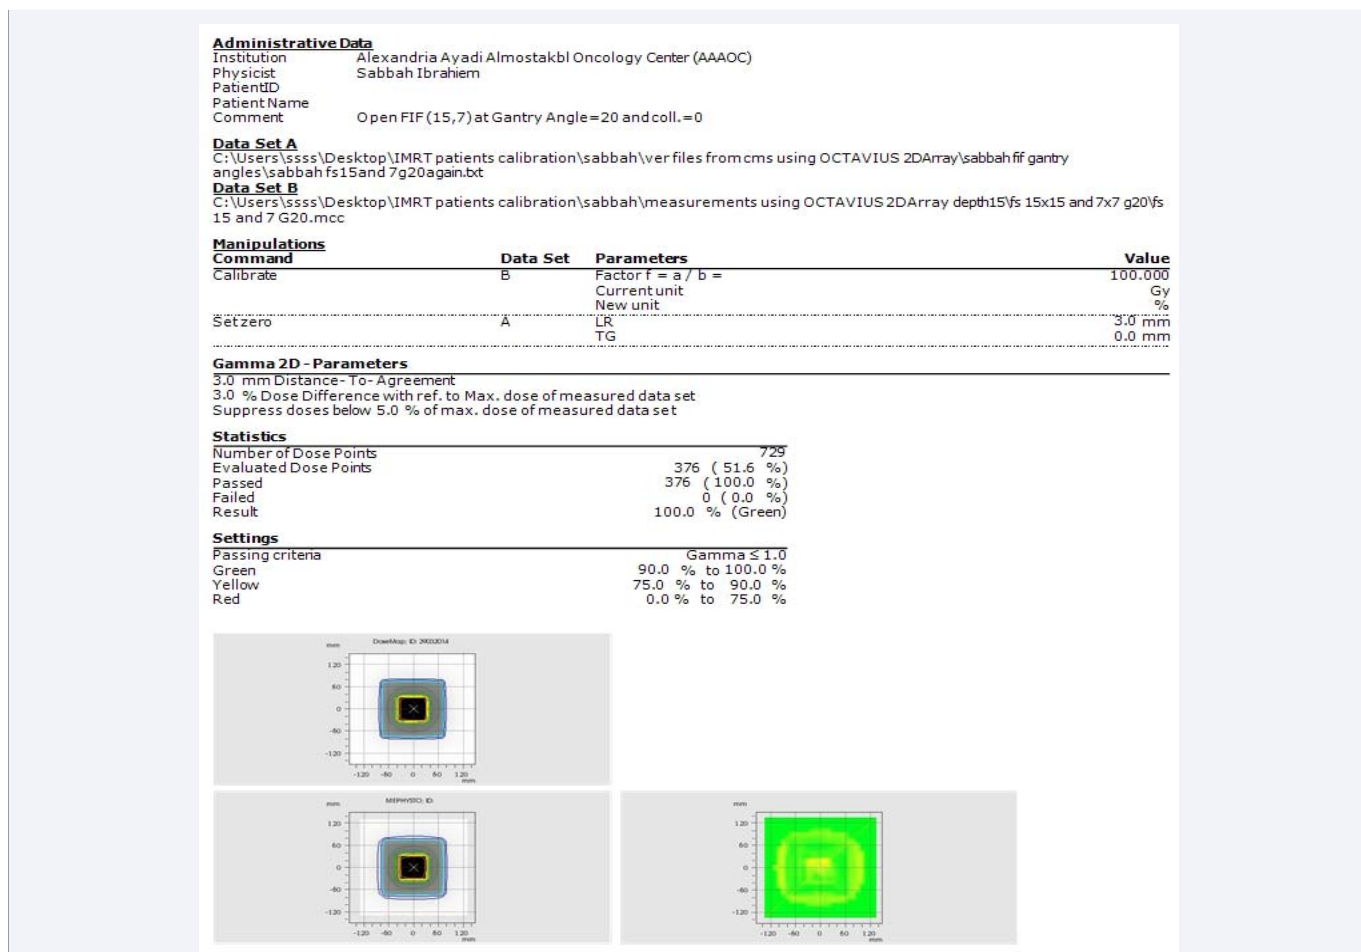 Administrative Data
Institution Alexandria Ayadi Almostakbl Oncology Center (AAAOC)
Physicist Sabbah Ibrahiem
PatientID
Patient Name
Comment Open FIF (15,7) at Gantry Angle=20 and coll.=0
Data Set A
C:\Users\ssss\Desktop\IMRT patients calibration\sabbah\ver files from cms using OCTAVIUS 2DArray\sabbah fif gantry
angles\sabbah fs15and 7g20again.txt
Data Set B
C:\Users\ssss\Desktop\IMRT patients calibration\sabbah\measurements using OCTAVIUS 2DArray depth15\fs 15x15 and 7x7 g20\fs
15 and 7 G20.mcc
Manipulations
Command Data Set Parameters Value
Calibrate B Factor f = a / b = 100.000
Current unit Gy
New unit %
Set zero A LR 3.0 mm
TG 0.0 mm
Gamma 2D - Parameters
3.0 mm Distance-To-Agreement
3.0 % Dose Difference with ref. to Max. dose of measured data set
Suppress doses below 5.0 % of max. dose of measured data set
Statistics
Number of Dose Points 729
Evaluated Dose Points 376 ( 51.6 %)
Passed 376 ( 100.0 %)
Failed 0 ( 0.0 %)
Result 100.0 % (Green)
Settings
Passing criteria Gamma ≤ 1.0
Green 90.0 % to 100.0 %
Yellow 75.0 % to 90.0 %
Red 0.0 % to 75.0 %
mm DoseMap; ID: 29032014
120
60
0
-60
-120
-120 -60 0 60 120
mm
mm MEPHYSTO; ID:
120
60
0
-60
-120
-120 -60 0 60 120
mm
mm
120
60
0
-60
-120
-120 -60 0 60 120
mm